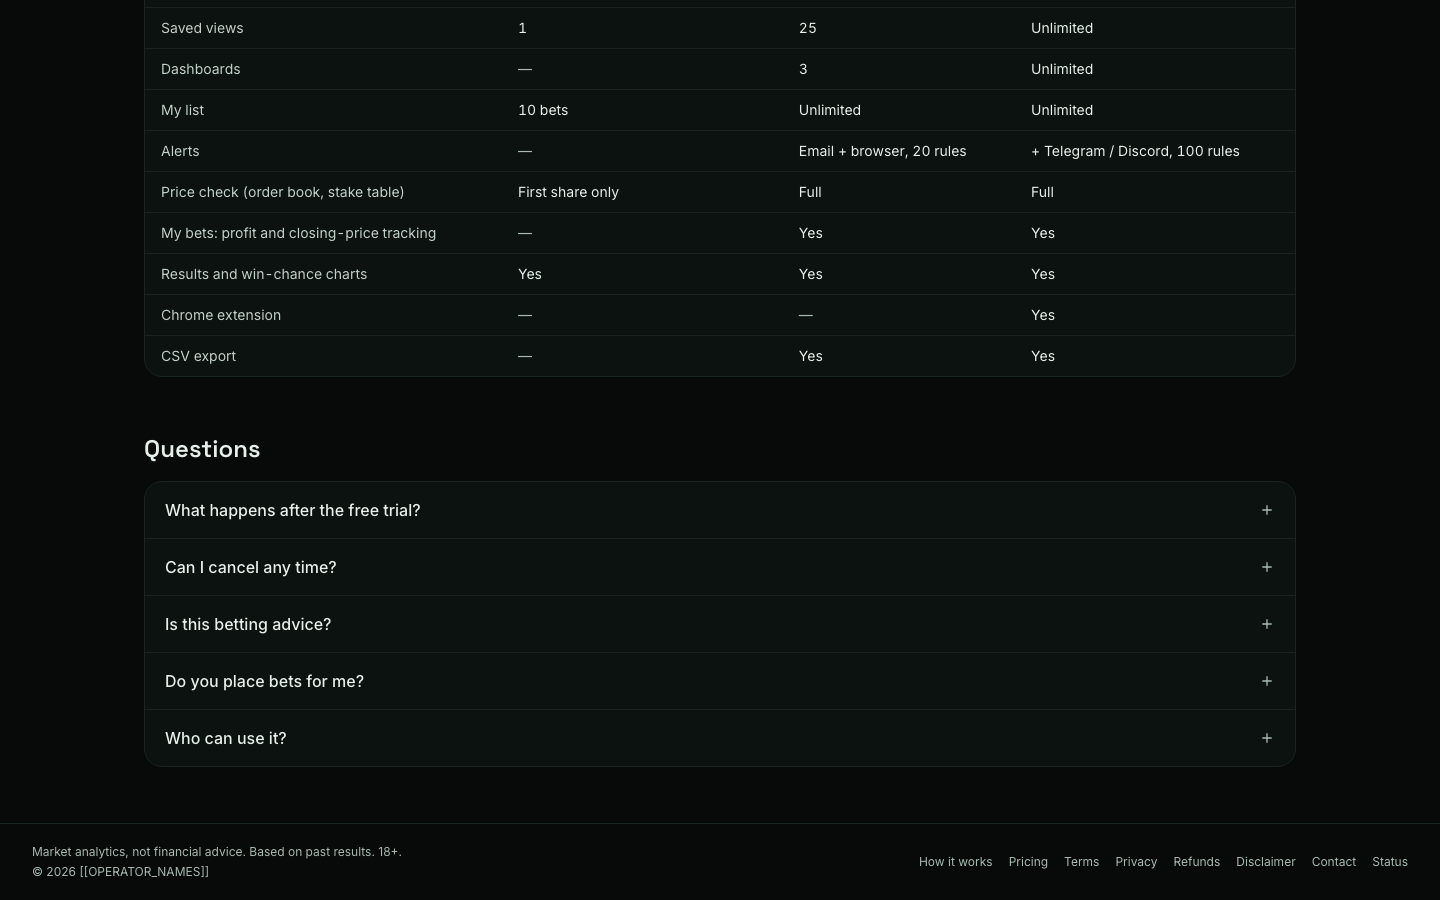 Saved views 1 25 Unlimited
Dashboards — 3 Unlimited
My list 10 bets Unlimited Unlimited
Alerts — Email + browser, 20 rules + Telegram / Discord, 100 rules
Price check (order book, stake table) First share only Full Full
My bets: profit and closing-price tracking — Yes Yes
Results and win-chance charts Yes Yes Yes
Chrome extension — — Yes
CSV export — Yes Yes
Questions
What happens after the free trial? +
Can I cancel any time? +
Is this betting advice? +
Do you place bets for me? +
Who can use it? +
Market analytics, not financial advice. Based on past results. 18+.
© 2026 [[OPERATOR_NAMES]]
How it works Pricing Terms Privacy Refunds Disclaimer Contact Status